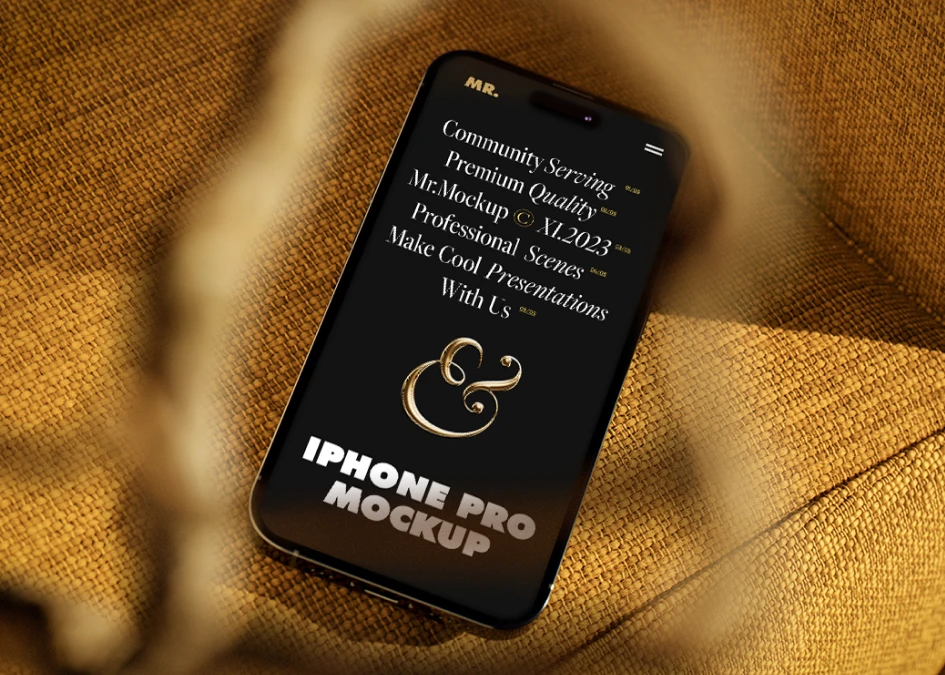 MR.
Community Serving
Premium Quality
Mr.Mockup © XI.2023
Professional Scenes
Make Cool Presentations
With Us
&
IPHONE PRO
MOCKUP